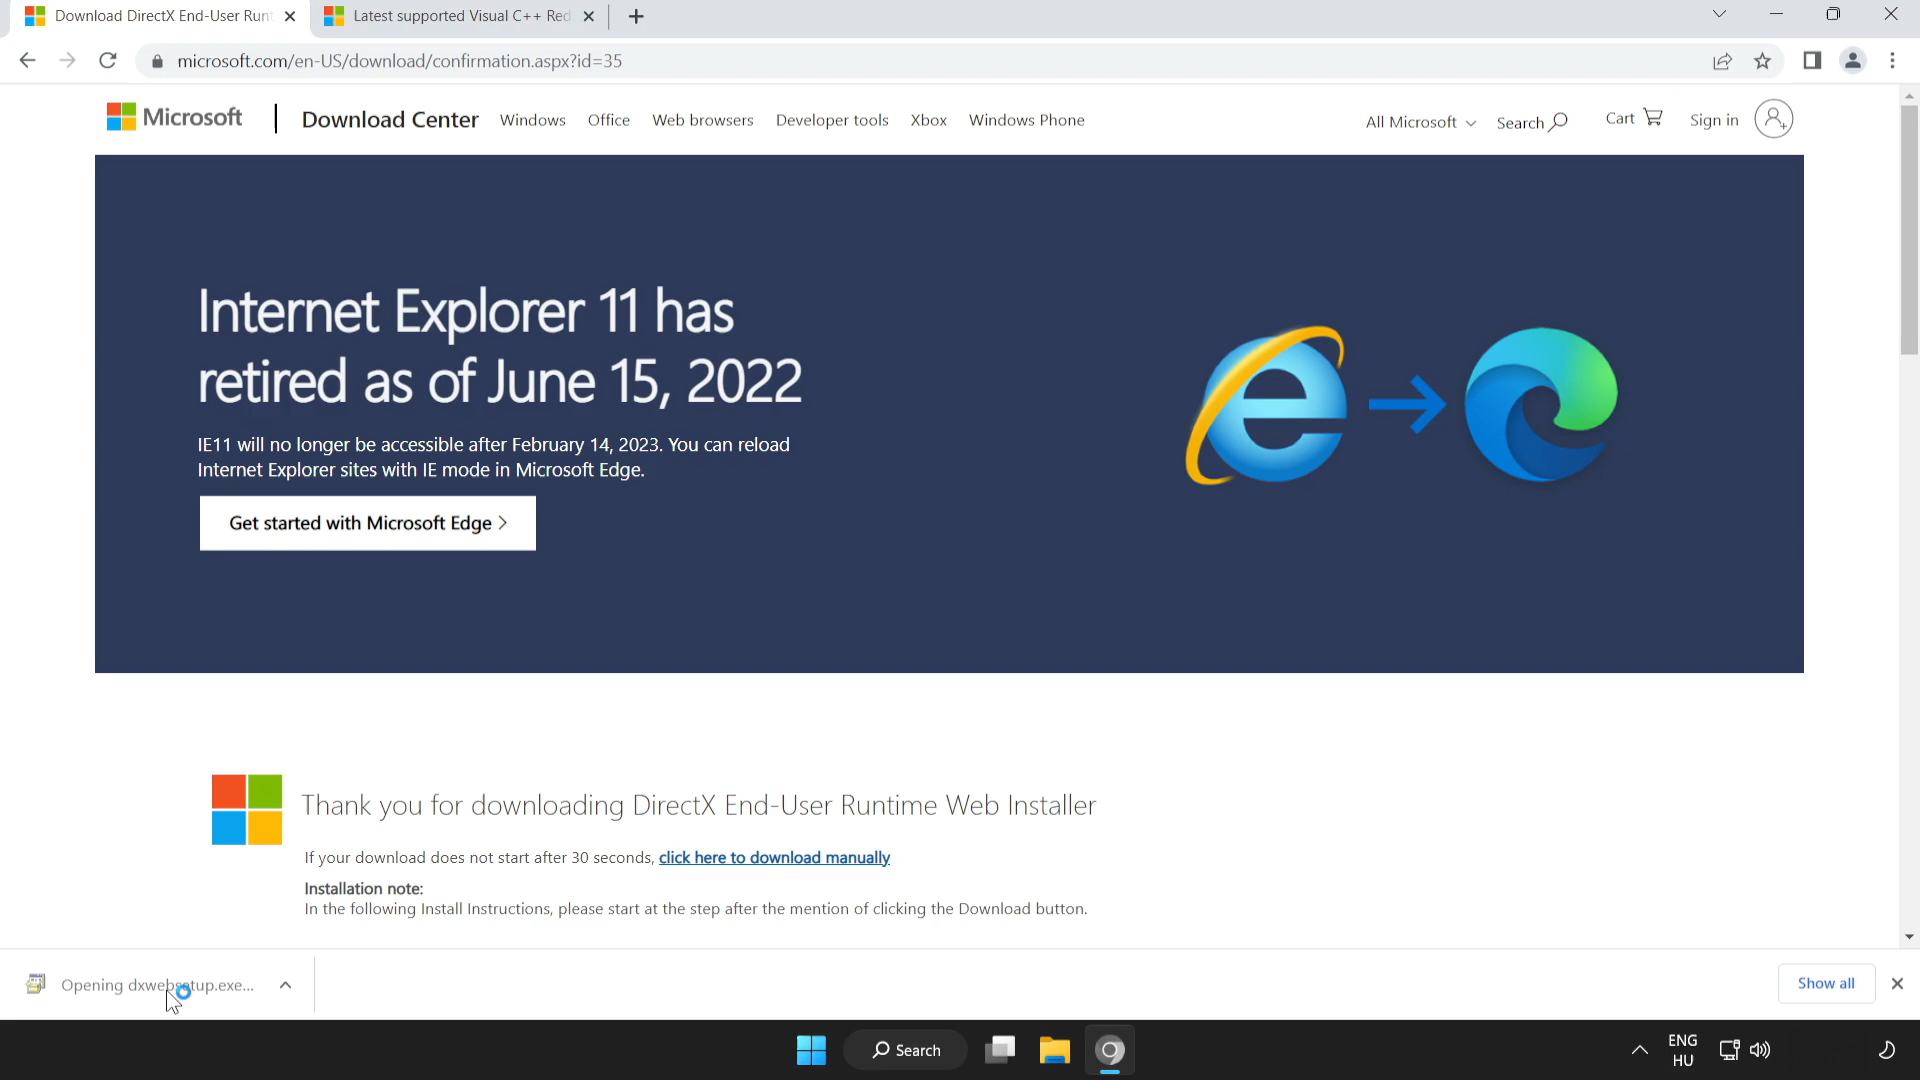 Download DirectX End-User Runt
Latest supported Visual C++ Red
microsoft.com/en-US/download/confirmation.aspx?id=35
Microsoft
Download Center
Windows
Office
Web browsers
Developer tools
Xbox
Windows Phone
All Microsoft
Search
Cart
Sign in
Internet Explorer 11 has
retired as of June 15, 2022
IE11 will no longer be accessible after February 14, 2023. You can reload
Internet Explorer sites with IE mode in Microsoft Edge.
Get started with Microsoft Edge >
Thank you for downloading DirectX End-User Runtime Web Installer
If your download does not start after 30 seconds, click here to download manually
Installation note:
In the following Install Instructions, please start at the step after the mention of clicking the Download button.
Opening dxwebsetup.exe...
Show all
Search
ENG
HU